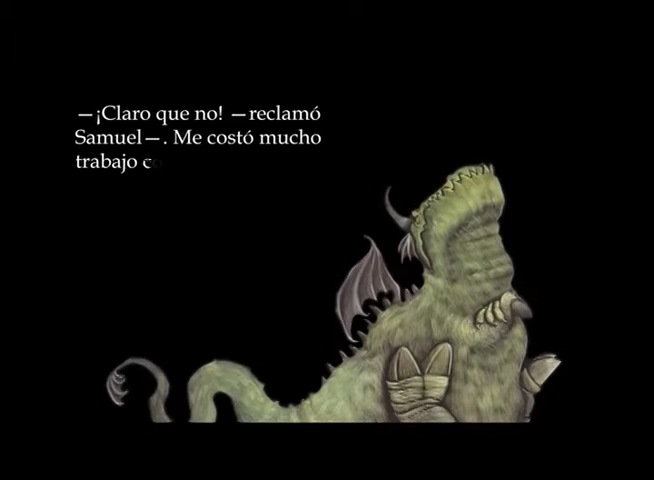 —¡Claro que no! —reclamó
Samuel—. Me costó mucho
trabajo c